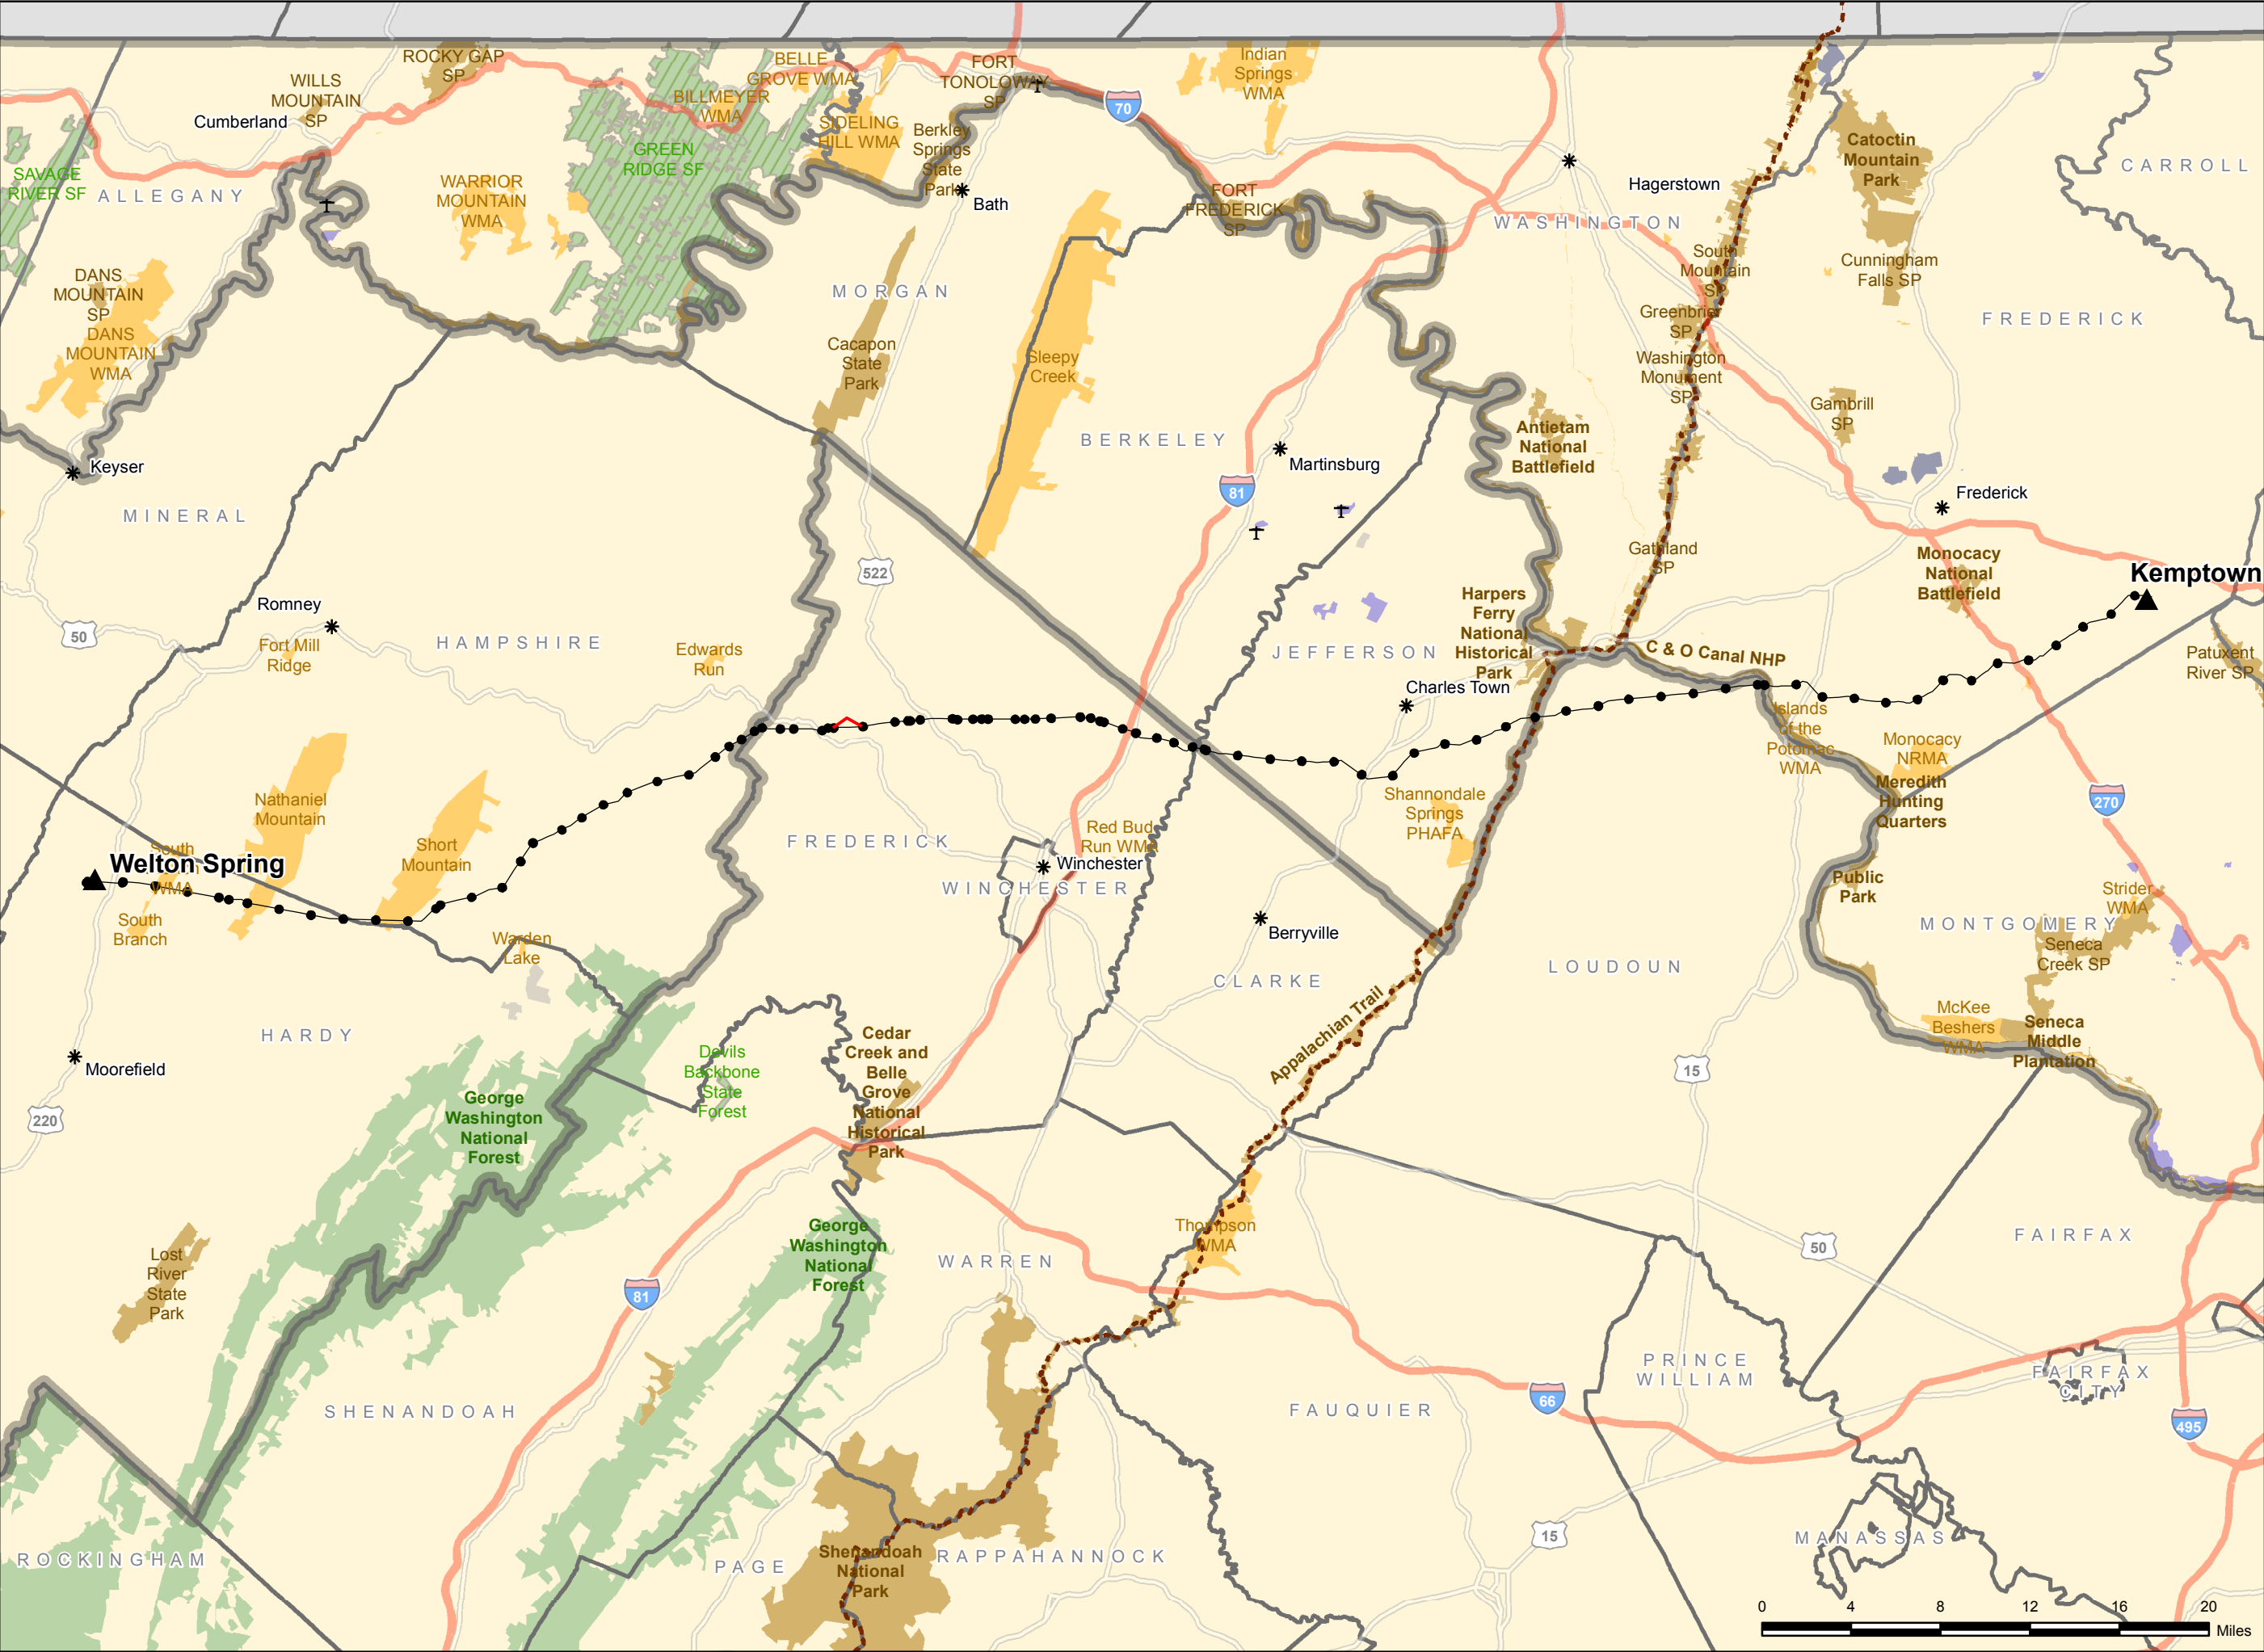 ROCKY GAP
SP
WILLS
MOUNTAIN
SP
Cumberland
BELLE
GROVE WMA
BILLMEYER
WMA
FORT
TONOLOWAY
SP
70
Indian
Springs
WMA
SIDELING
HILL WMA
Berkley
Springs
State
Park
Bath
GREEN
RIDGE SF
SAVAGE
RIVER SF
ALLEGANY
WARRIOR
MOUNTAIN
WMA
FORT
FREDERICK
SP
Hagerstown
WASHINGTON
Catoctin
Mountain
Park
CARROLL
South
Mountain
SP
Cunningham
Falls SP
DANS
MOUNTAIN
SP
DANS
MOUNTAIN
WMA
MORGAN
Greenbrier
SP
FREDERICK
Cacapon
State
Park
Sleepy
Creek
Washington
Monument
SP
Gambrill
SP
BERKELEY
Antietam
National
Battlefield
Keyser
Martinsburg
81
Frederick
MINERAL
522
Gathland
SP
Monocacy
National
Battlefield
Kemptown
Romney
50
Fort Mill
Ridge
HAMPSHIRE
Edwards
Run
Harpers
Ferry
National
Historical
Park
JEFFERSON
C & O Canal NHP
Patuxent
River SP
Charles Town
Islands
of the
Potomac
WMA
Monocacy
NRMA
Meredith
Hunting
Quarters
270
Nathaniel
Mountain
Short
Mountain
Shannondale
Springs
PHAFA
South
WMA
Welton Spring
FREDERICK
Red Bud
Run WMA
Winchester
WINCHESTER
Public
Park
Strider
WMA
South
Branch
Warden
Lake
Berryville
MONTGOMERY
Seneca
Creek SP
CLARKE
LOUDOUN
HARDY
Appalachian Trail
McKee
Beshers
WMA
Seneca
Middle
Plantation
Moorefield
Devils
Backbone
State
Forest
Cedar
Creek and
Belle
Grove
National
Historical
Park
15
220
George
Washington
National
Forest
George
Washington
National
Forest
Thompson
WMA
50
FAIRFAX
Lost
River
State
Park
WARREN
81
PRINCE
WILLIAM
FAIRFAX
CITY
66
495
SHENANDOAH
FAUQUIER
15
MANASSAS
ROCKINGHAM
PAGE
Shenandoah
National
Park
RAPPAHANNOCK
0 4 8 12 16 20
Miles